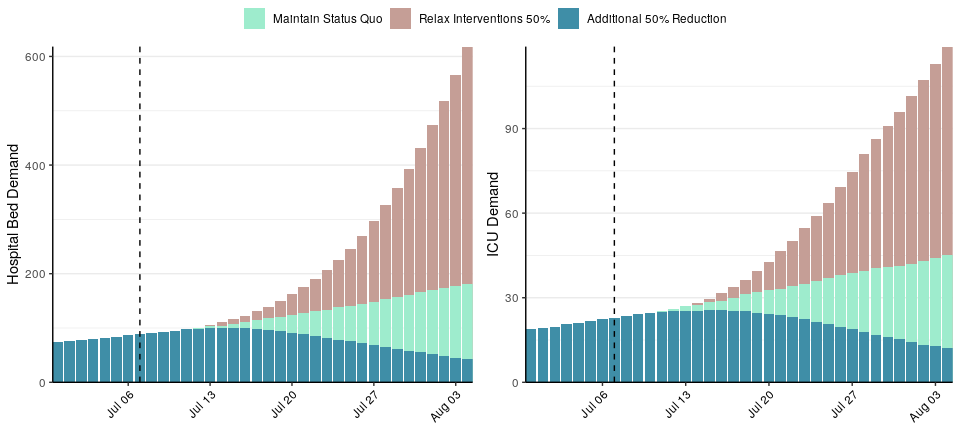 Maintain Status Quo
Relax Interventions 50%
Additional 50% Reduction
Hospital Bed Demand
600
400
200
0
Jul 06
Jul 13
Jul 20
Jul 27
Aug 03
ICU Demand
90
60
30
0
Jul 06
Jul 13
Jul 20
Jul 27
Aug 03